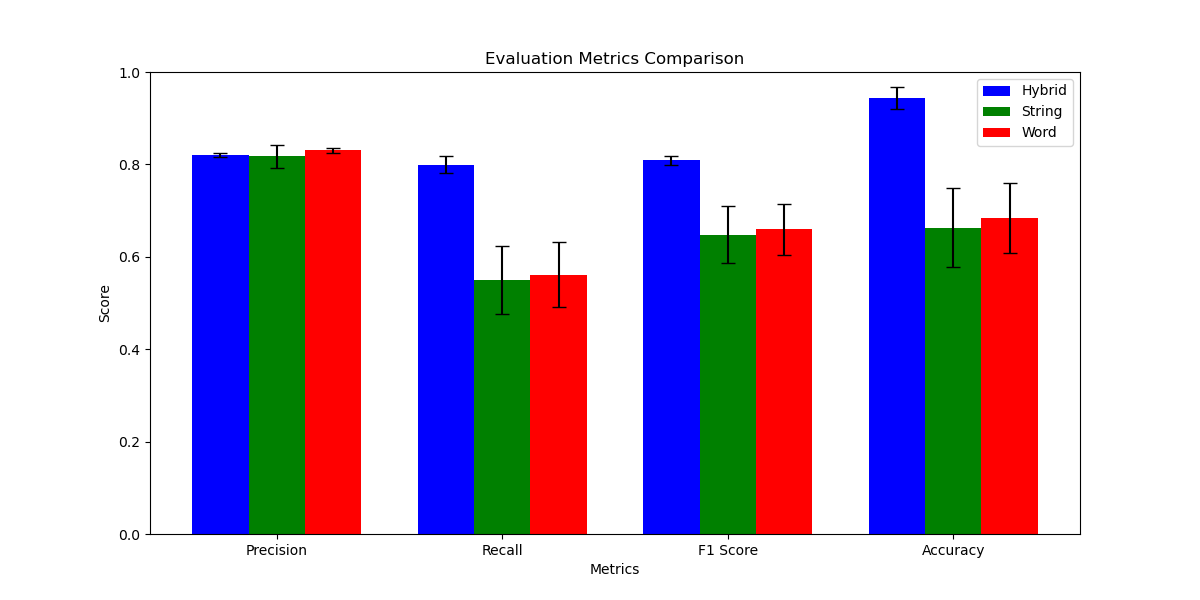 Evaluation Metrics Comparison
1.0
0.8
0.6
0.4
0.2
0.0
Score
Hybrid
String
Word
Precision
Recall
F1 Score
Accuracy
Metrics